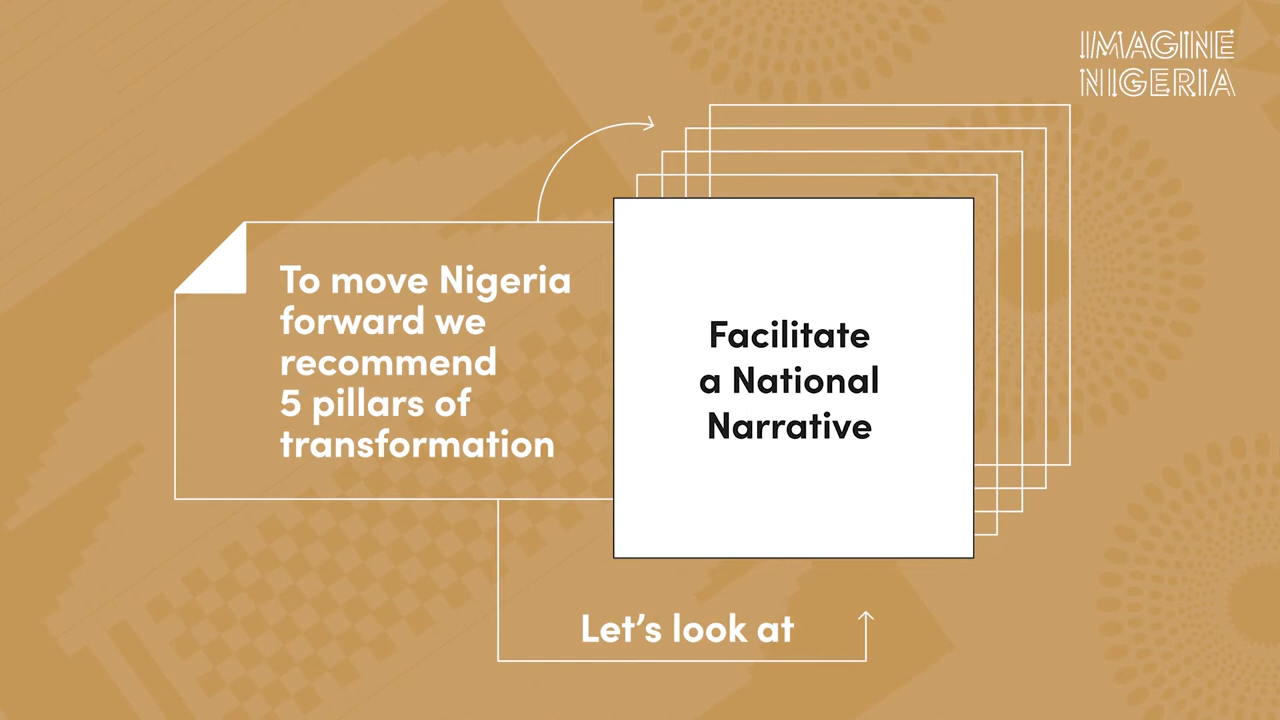 IMAGINE
NIGERIA
To move Nigeria
forward we
recommend
5 pillars of
transformation
Facilitate
a National
Narrative
Let’s look at